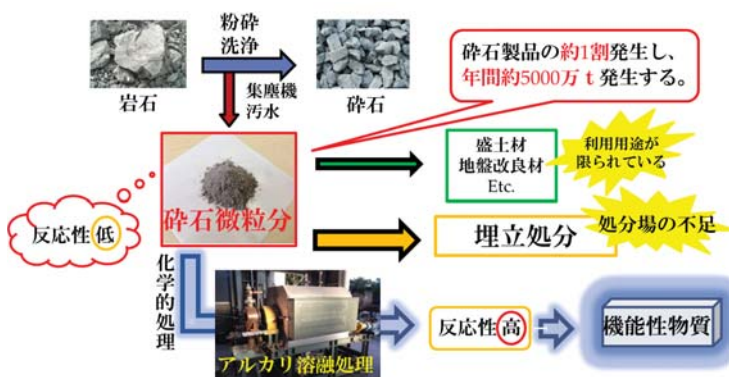 粉砕
洗浄
岩石
集塵機
汚水
砕石
砕石製品の約1割発生し、
年間約5000万ｔ発生する。
砕石微粒分
盛土材
地盤改良材
Etc.
利用用途が
限られている
反応性低
埋立処分
処分場の不足
化学的処理
アルカリ溶融処理
反応性高
機能性物質